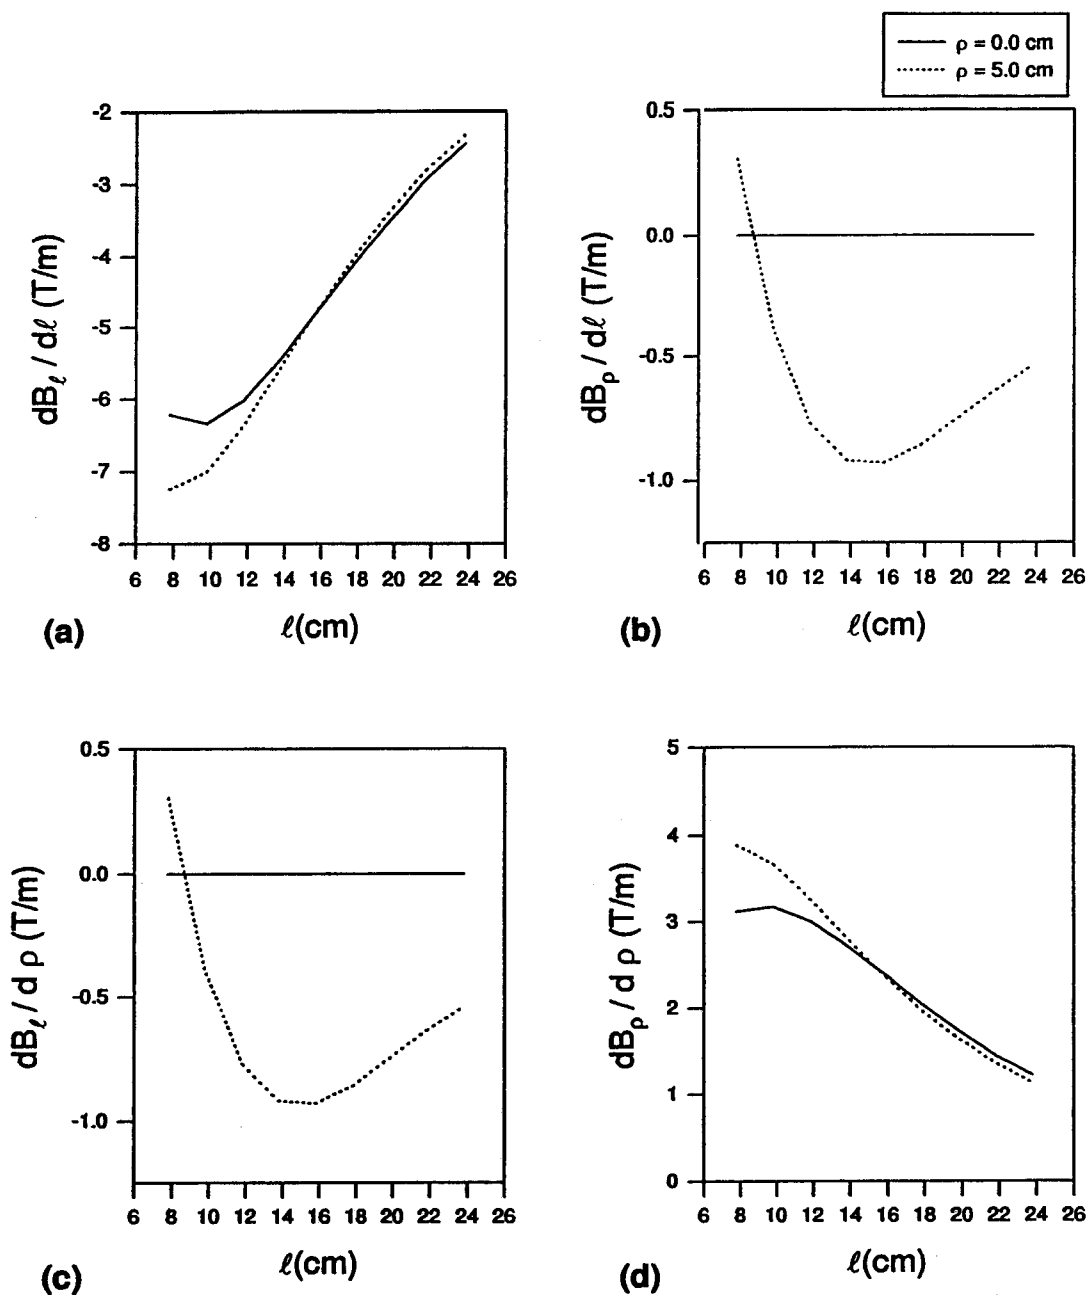 ρ = 0.0 cm
ρ = 5.0 cm
dBℓ / dℓ (T/m)
-2
-3
-4
-5
-6
-7
-8
6 8 10 12 14 16 18 20 22 24 26
ℓ(cm)
(a)
dBρ / dℓ (T/m)
0.5
0.0
-0.5
-1.0
6 8 10 12 14 16 18 20 22 24 26
ℓ(cm)
(b)
dBℓ / d ρ (T/m)
0.5
0.0
-0.5
-1.0
6 8 10 12 14 16 18 20 22 24 26
ℓ(cm)
(c)
dBρ / d ρ (T/m)
5
4
3
2
1
0
6 8 10 12 14 16 18 20 22 24 26
ℓ(cm)
(d)